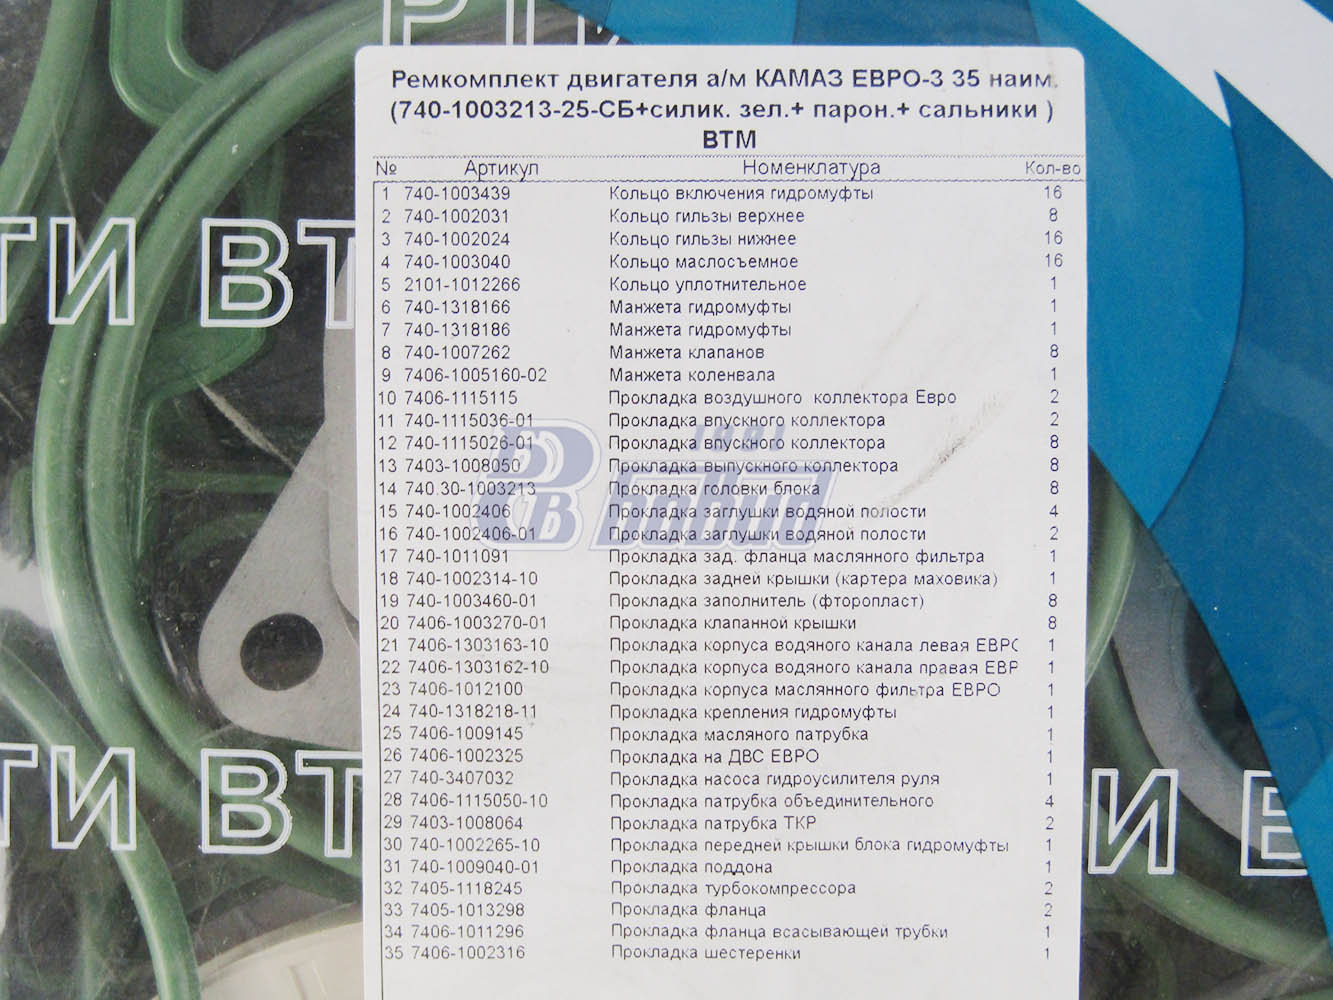 РТИ
Ремкомплект двигателя а/м КАМАЗ ЕВРО-3 35 наим.
(740-1003213-25-СБ+силик. зел.+ парон.+ сальники )
ВТМ
№ Артикул Номенклатура Кол-во
1 740-1003439 Кольцо включения гидромуфты 16
2 740-1002031 Кольцо гильзы верхнее 8
3 740-1002024 Кольцо гильзы нижнее 16
4 740-1003040 Кольцо маслосъемное 16
5 2101-1012266 Кольцо уплотнительное 1
6 740-1318166 Манжета гидромуфты 1
7 740-1318186 Манжета гидромуфты 1
8 740-1007262 Манжета клапанов 8
9 7406-1005160-02 Манжета коленвала 1
10 7406-1115115 Прокладка воздушного коллектора Евро 2
11 740-1115036-01 Прокладка впускного коллектора 2
12 740-1115026-01 Прокладка впускного коллектора 8
13 7403-1008050 Прокладка выпускного коллектора 8
14 740.30-1003213 Прокладка головки блока 8
15 740-1002406 Прокладка заглушки водяной полости 4
16 740-1002406-01 Прокладка заглушки водяной полости 2
17 740-1011091 Прокладка зад. фланца маслянного фильтра 1
18 740-1002314-10 Прокладка задней крышки (картера маховика) 1
19 740-1003460-01 Прокладка заполнитель (фторопласт) 8
20 7406-1003270-01 Прокладка клапанной крышки 8
21 7406-1303163-10 Прокладка корпуса водяного канала левая ЕВРО 1
22 7406-1303162-10 Прокладка корпуса водяного канала правая ЕВР 1
23 7406-1012100 Прокладка корпуса маслянного фильтра ЕВРО 1
24 740-1318218-11 Прокладка крепления гидромуфты 1
25 7406-1009145 Прокладка масляного патрубка 1
26 7406-1002325 Прокладка на ДВС ЕВРО 1
27 740-3407032 Прокладка насоса гидроусилителя руля 1
28 7406-1115050-10 Прокладка патрубка объединительного 4
29 7403-1008064 Прокладка патрубка ТКР 2
30 740-1002265-10 Прокладка передней крышки блока гидромуфты 1
31 740-1009040-01 Прокладка поддона 1
32 7405-1118245 Прокладка турбокомпрессора 2
33 7405-1013298 Прокладка фланца 2
34 7406-1011296 Прокладка фланца всасывающей трубки 1
35 7406-1002316 Прокладка шестеренки 1
ТИ ВТ
ТИ ВТ
И В